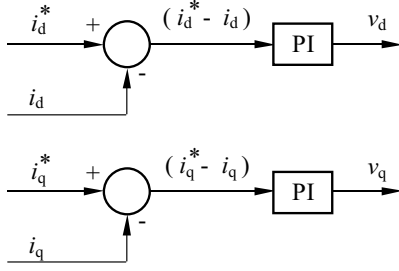 i_d^* + (i_d^* - i_d) PI v_d
-
i_d
i_q^* + (i_q^* - i_q) PI v_q
-
i_q